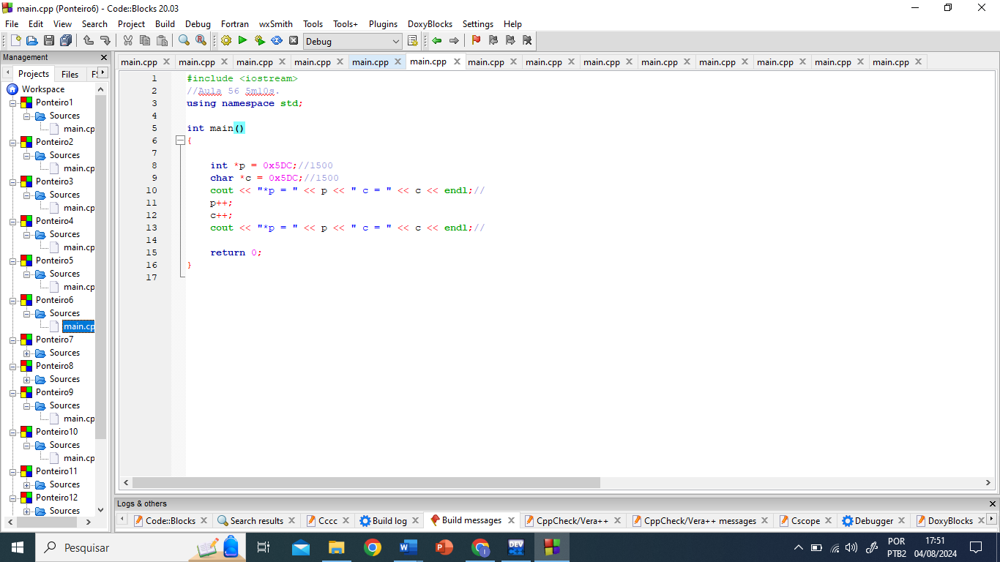 main.cpp (Ponteiro6) - Code::Blocks 20.03
File Edit View Search Project Build Debug Fortran wxSmith Tools Tools+ Plugins DoxyBlocks Settings Help
Debug
Management
Projects Files
Workspace
Ponteiro1
Sources
main.cp
Ponteiro2
Sources
main.cp
Ponteiro3
Sources
main.cp
Ponteiro4
Sources
main.cp
Ponteiro5
Sources
main.cp
Ponteiro6
Sources
main.cp
Ponteiro7
Sources
Ponteiro8
Sources
Ponteiro9
Sources
main.cp
Ponteiro10
Sources
main.cp
Ponteiro11
Sources
Ponteiro12
Sources
main.cpp main.cpp main.cpp main.cpp main.cpp main.cpp main.cpp main.cpp main.cpp main.cpp main.cpp main.cpp main.cpp main.cpp
1 #include <iostream>
2 //Aula 56 5m10s.
3 using namespace std;
4
5 int main()
6 {
7
8 int *p = 0x5DC;//1500
9 char *c = 0x5DC;//1500
10 cout << "*p = " << p << " c = " << c << endl;//
11 p++;
12 c++;
13 cout << "*p = " << p << " c = " << c << endl;//
14
15 return 0;
16 }
17
Logs & others
Code::Blocks Search results Cccc Build log Build messages CppCheck/Vera++ CppCheck/Vera++ messages Cscope Debugger DoxyBlocks
Pesquisar
DEV
POR
PTB2
17:51
04/08/2024